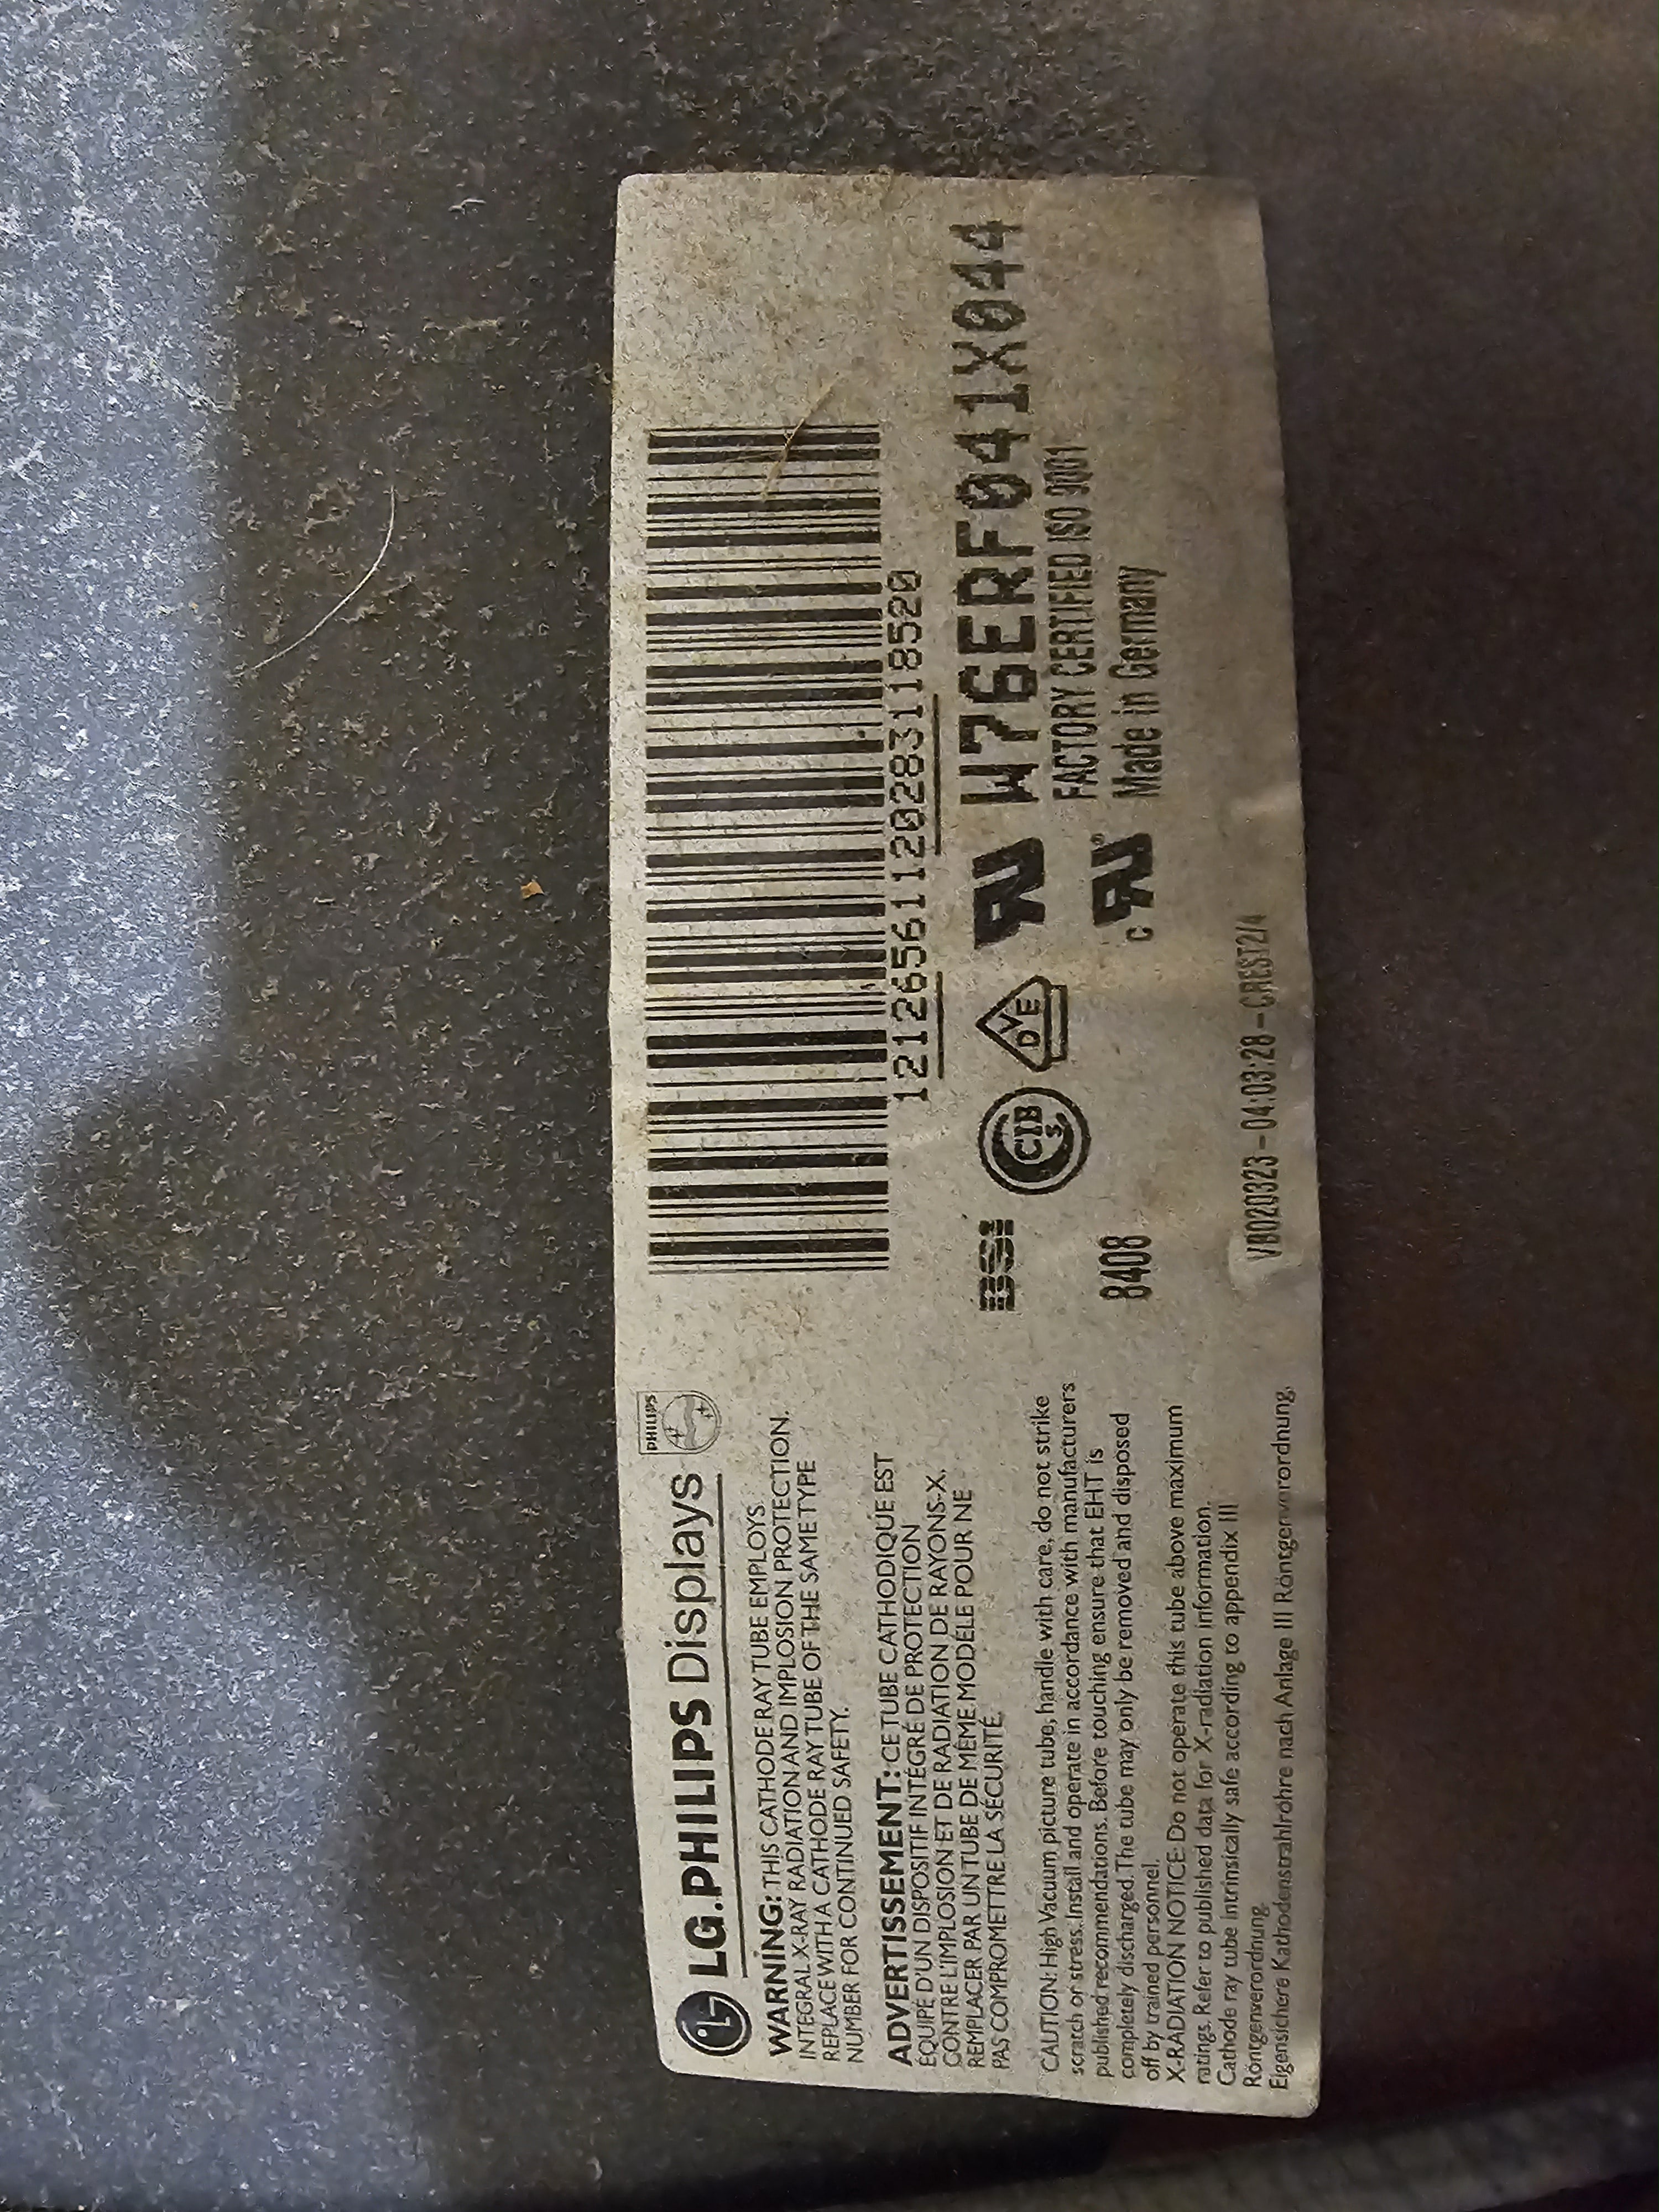 LG.PHILIPS Displays
PHILIPS
WARNING: THIS CATHODE RAY TUBE EMPLOYS
INTEGRAL X-RAY RADIATION AND IMPLOSION PROTECTION.
REPLACE WITH A CATHODE RAY TUBE OF THE SAME TYPE
NUMBER FOR CONTINUED SAFETY.
ADVERTISSEMENT: CE TUBE CATHODIQUE EST
ÉQUIPÉ D'UN DISPOSITIF INTÉGRÉ DE PROTECTION
CONTRE L'IMPLOSION ET DE RADIATION DE RAYONS-X.
REMPLACER PAR UN TUBE DE MÊME MODÈLE POUR NE
PAS COMPROMETTRE LA SÉCURITÉ.
CAUTION: High Vacuum picture tube, handle with care, do not strike
scratch or stress. Install and operate in accordance with manufacturers
published recommendations. Before touching ensure that EHT is
completely discharged. The tube may only be removed and disposed
off by trained personnel.
X-RADIATION NOTICE: Do not operate this tube above maximum
ratings. Refer to published data for X-radiation information.
Cathode ray tube intrinsically safe according to appendix III
Röntgenverordnung.
Eigensichere Kathodenstrahlröhre nach Anlage III Röntgenverordnung.
121265611202831118520
BSI
CEBS
DVE
W76ERF041X044
FACTORY CERTIFIED ISO 9001
8408
c
Made in Germany
VB020323-04:03:28-CREST2/4